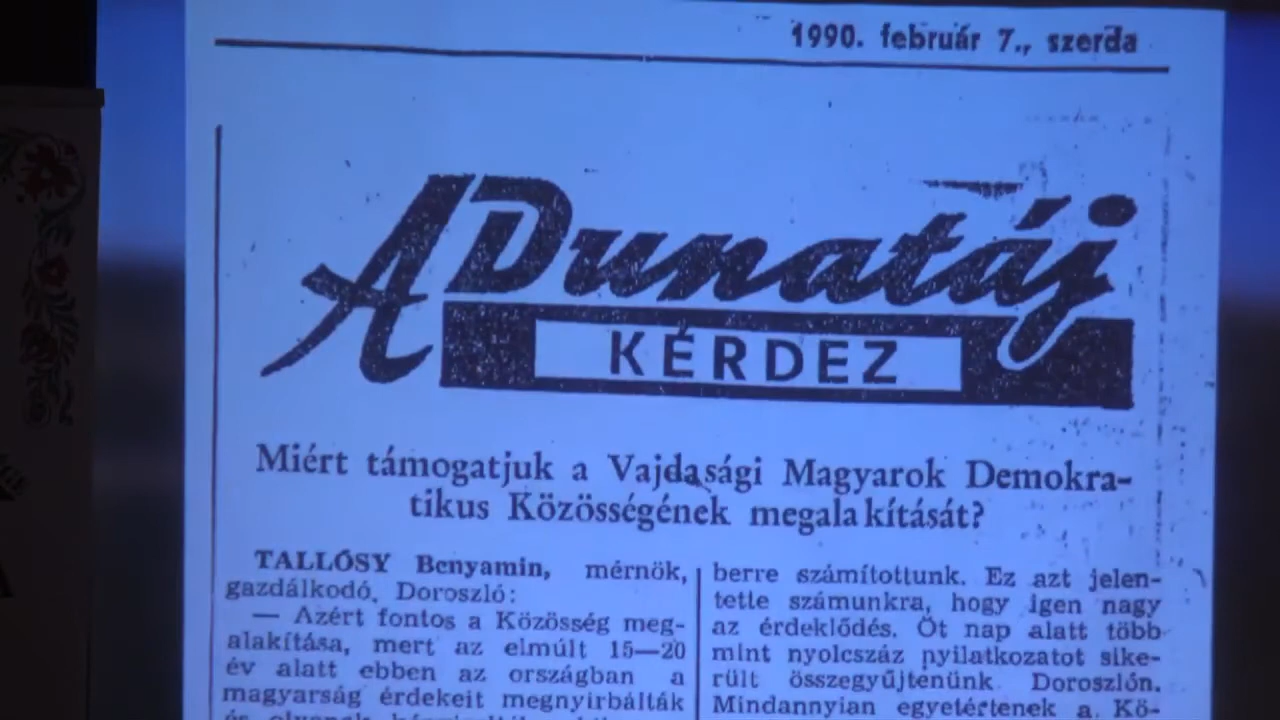 1990. február 7., szerda
A Dunatáj
KÉRDEZ
Miért támogatjuk a Vajdasági Magyarok Demokra-
tikus Közösségének megalakítását?
TALLÓSY Benyamin, mérnök,
gazdálkodó, Doroszló:
— Azért fontos a Közösség meg-
alakítása, mert az elmúlt 15—20
év alatt ebben az országban a
magyarság érdekeit megnyirbálták
berre számítottunk. Ez azt jelen-
tette számunkra, hogy igen nagy
az érdeklődés. Öt nap alatt több
mint nyolcszáz nyilatkozatot sike-
rült összegyűjtenünk Doroszlón.
Mindannyian egyetértenek a Kö-